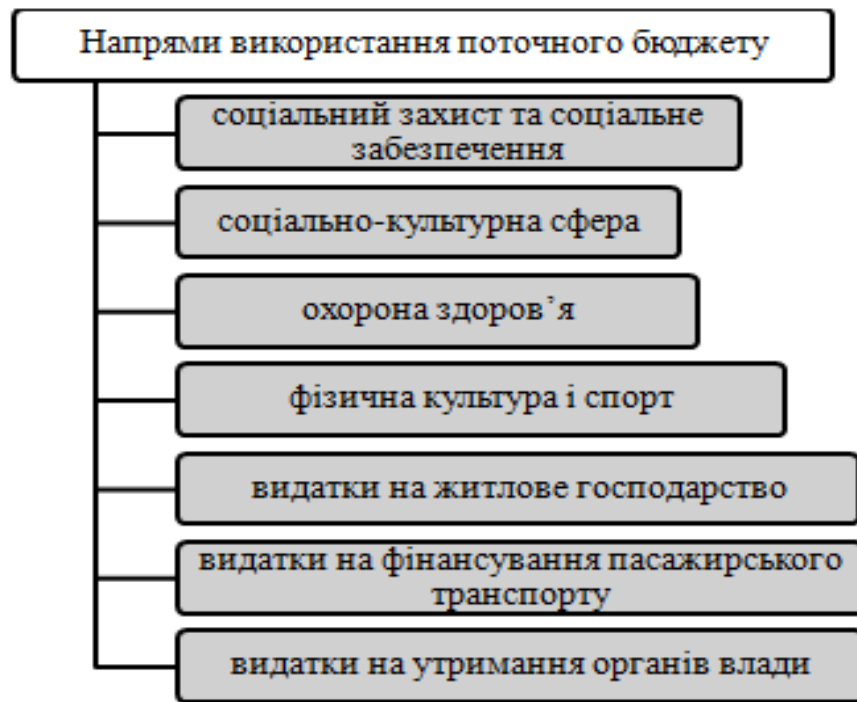 Напрями використання поточного бюджету
соціальний захист та соціальне
забезпечення
соціально-культурна сфера
охорона здоров’я
фізична культура і спорт
видатки на житлове господарство
видатки на фінансування пасажирського
транспорту
видатки на утримання органів влади